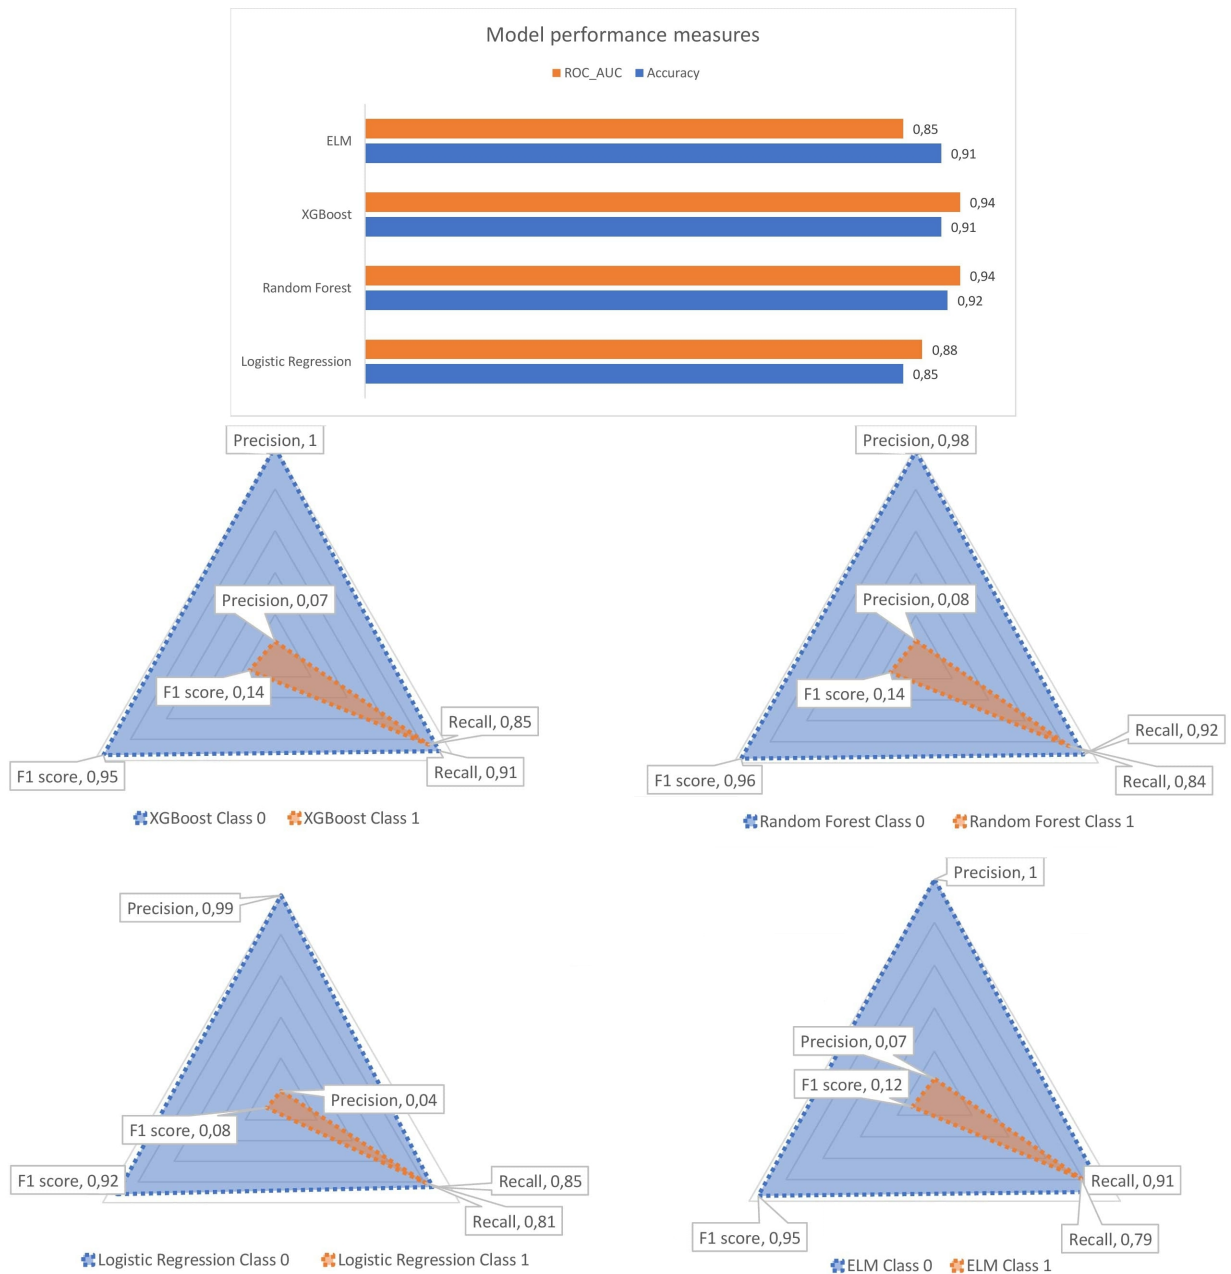 Model performance measures
ROC_AUC Accuracy
ELM
0,85
0,91
XGBoost
0,94
0,91
Random Forest
0,94
0,92
Logistic Regression
0,88
0,85
Precision, 1
Precision, 0,07
F1 score, 0,14
Recall, 0,85
F1 score, 0,95
Recall, 0,91
XGBoost Class 0 XGBoost Class 1
Precision, 0,98
Precision, 0,08
F1 score, 0,14
Recall, 0,92
F1 score, 0,96
Recall, 0,84
Random Forest Class 0 Random Forest Class 1
Precision, 0,99
Precision, 0,04
F1 score, 0,08
F1 score, 0,92
Recall, 0,85
Recall, 0,81
Logistic Regression Class 0 Logistic Regression Class 1
Precision, 1
Precision, 0,07
F1 score, 0,12
Recall, 0,91
F1 score, 0,95
Recall, 0,79
ELM Class 0 ELM Class 1